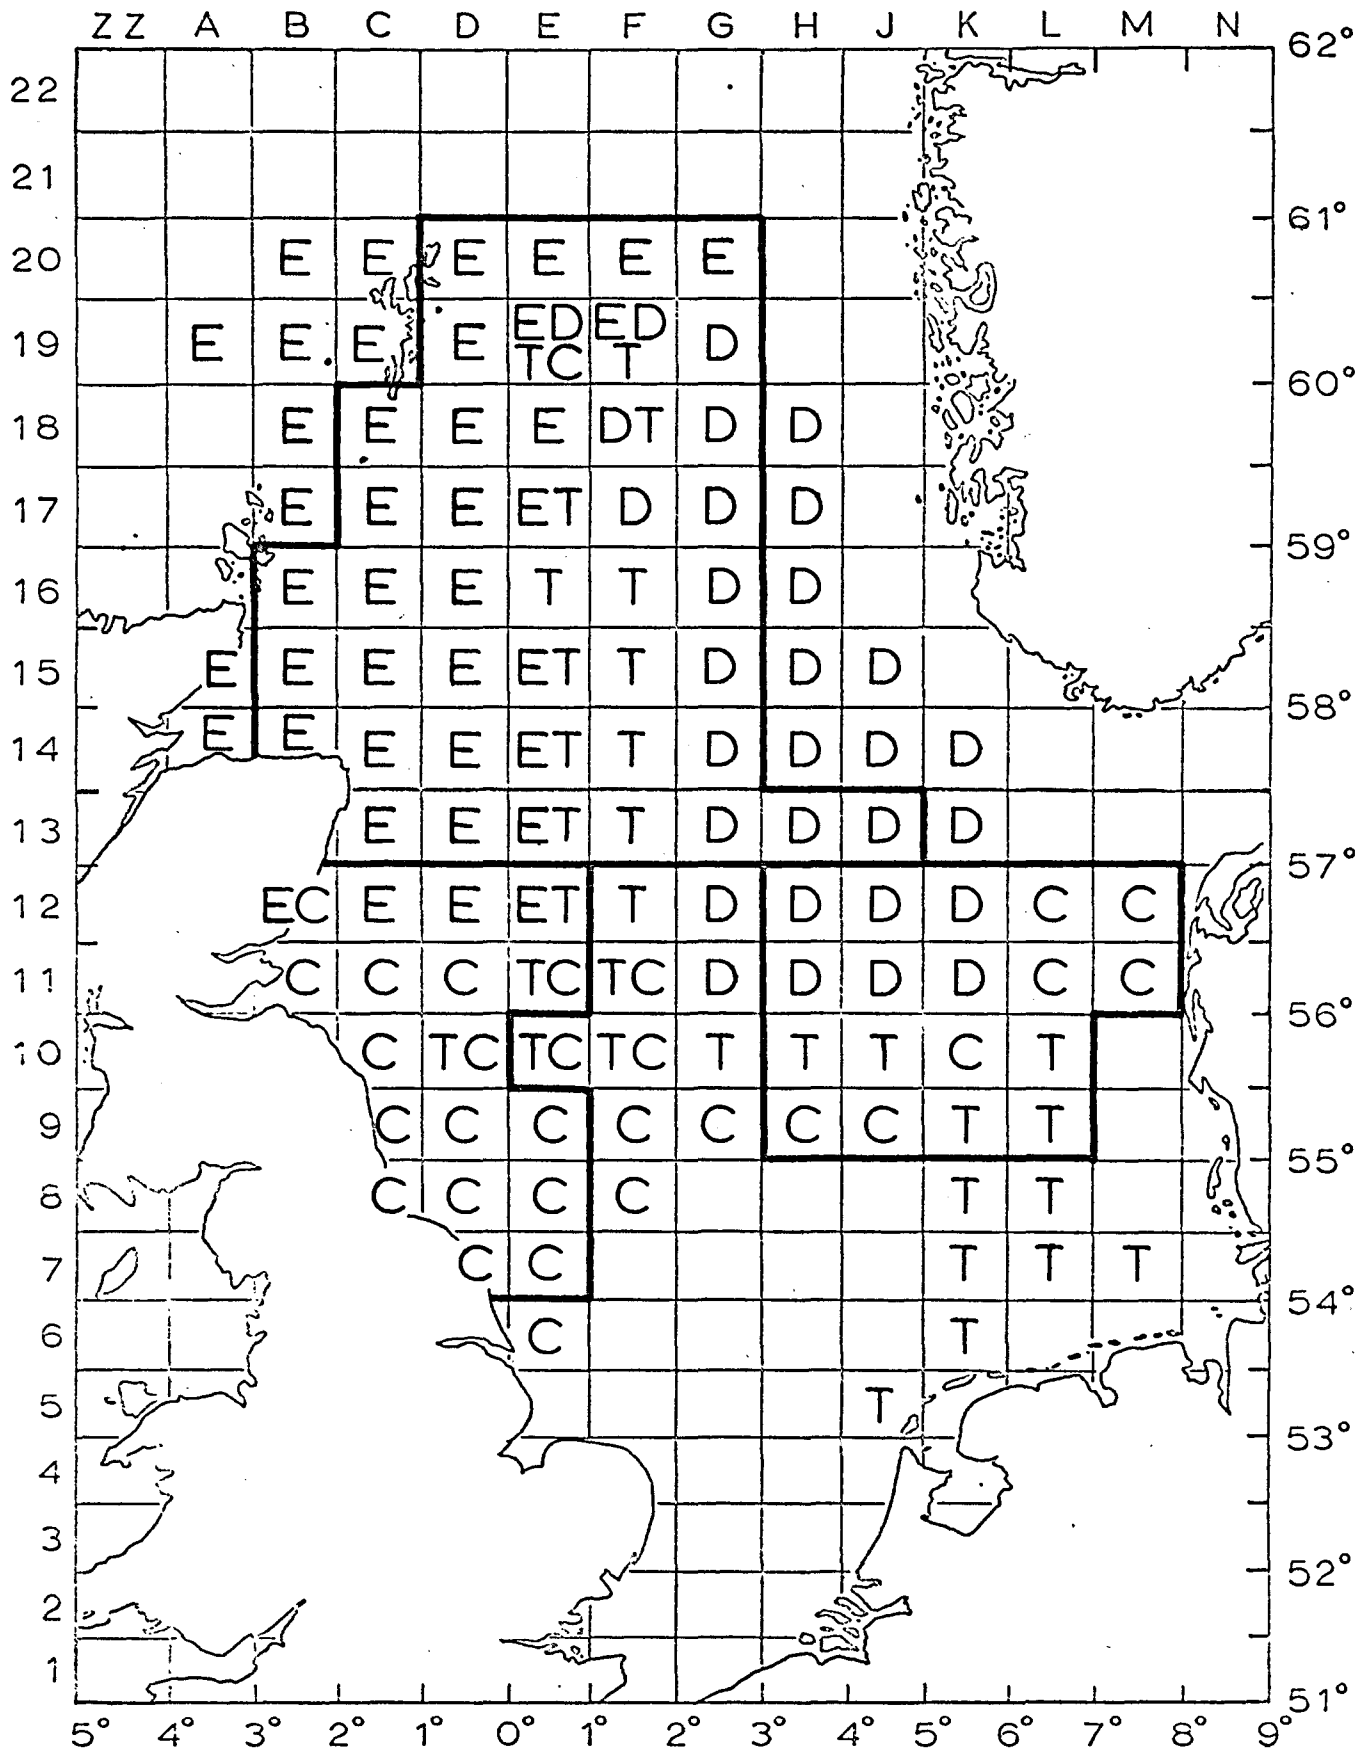 ZZ A B C D E F G H J K L M N
62°
22
21
61°
20 E E E E E E
19 E E E E ED ED D
TC T
60°
18 E E E E DT D D
17 E E E ET D D D
59°
16 E E E T T D D
15 E E E E ET T D D D
58°
14 E E E E ET T D D D D
13 E E ET T D D D D
57°
12 EC E E ET T D D D D C C
11 C C C TC TC D D D D C C
56°
10 C TC TC TC T T T C T
9 C C C C C C C T T
55°
8 C C C C T T
7 C C T T T
54°
6 C T
5 T
53°
4
3
52°
2
1
51°
5° 4° 3° 2° 1° 0° 1° 2° 3° 4° 5° 6° 7° 8° 9°